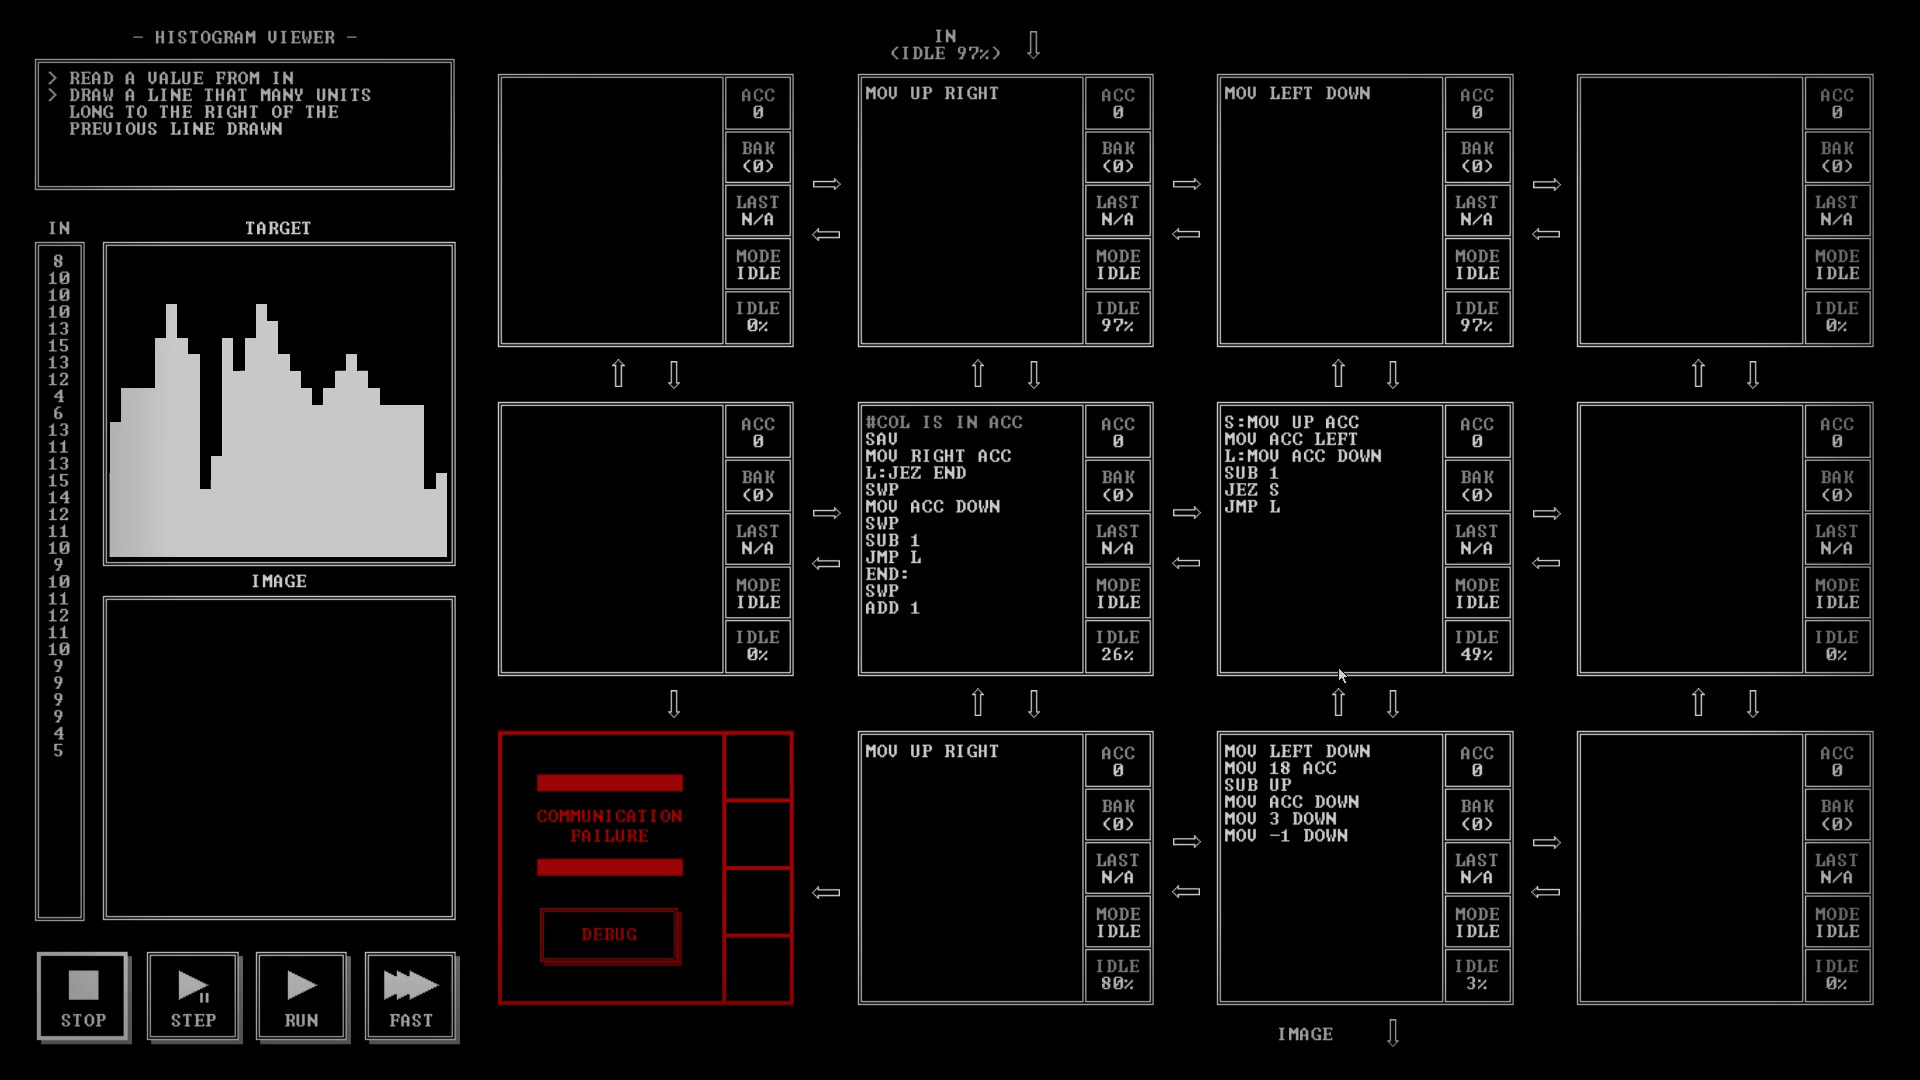 - HISTOGRAM VIEWER -
> READ A VALUE FROM IN
> DRAW A LINE THAT MANY UNITS
LONG TO THE RIGHT OF THE
PREVIOUS LINE DRAWN
IN
8
10
10
10
13
15
13
12
4
6
13
11
13
15
14
12
11
10
9
10
11
12
11
10
9
9
9
9
4
5
TARGET
IMAGE
STOP
STEP
RUN
FAST
IN
(IDLE 97%)
ACC
0
BAK
(0)
LAST
N/A
MODE
IDLE
IDLE
0%
MOV UP RIGHT
ACC
0
BAK
(0)
LAST
N/A
MODE
IDLE
IDLE
97%
MOV LEFT DOWN
ACC
0
BAK
(0)
LAST
N/A
MODE
IDLE
IDLE
97%
ACC
0
BAK
(0)
LAST
N/A
MODE
IDLE
IDLE
0%
ACC
0
BAK
(0)
LAST
N/A
MODE
IDLE
IDLE
0%
#COL IS IN ACC
SAV
MOV RIGHT ACC
L:JEZ END
SWP
MOV ACC DOWN
SWP
SUB 1
JMP L
END:
SWP
ADD 1
ACC
0
BAK
(0)
LAST
N/A
MODE
IDLE
IDLE
26%
S:MOV UP ACC
MOV ACC LEFT
L:MOV ACC DOWN
SUB 1
JEZ S
JMP L
ACC
0
BAK
(0)
LAST
N/A
MODE
IDLE
IDLE
49%
ACC
0
BAK
(0)
LAST
N/A
MODE
IDLE
IDLE
0%
COMMUNICATION
FAILURE
DEBUG
MOV UP RIGHT
ACC
0
BAK
(0)
LAST
N/A
MODE
IDLE
IDLE
80%
MOV LEFT DOWN
MOV 18 ACC
SUB UP
MOV ACC DOWN
MOV 3 DOWN
MOV -1 DOWN
ACC
0
BAK
(0)
LAST
N/A
MODE
IDLE
IDLE
3%
ACC
0
BAK
(0)
LAST
N/A
MODE
IDLE
IDLE
0%
IMAGE